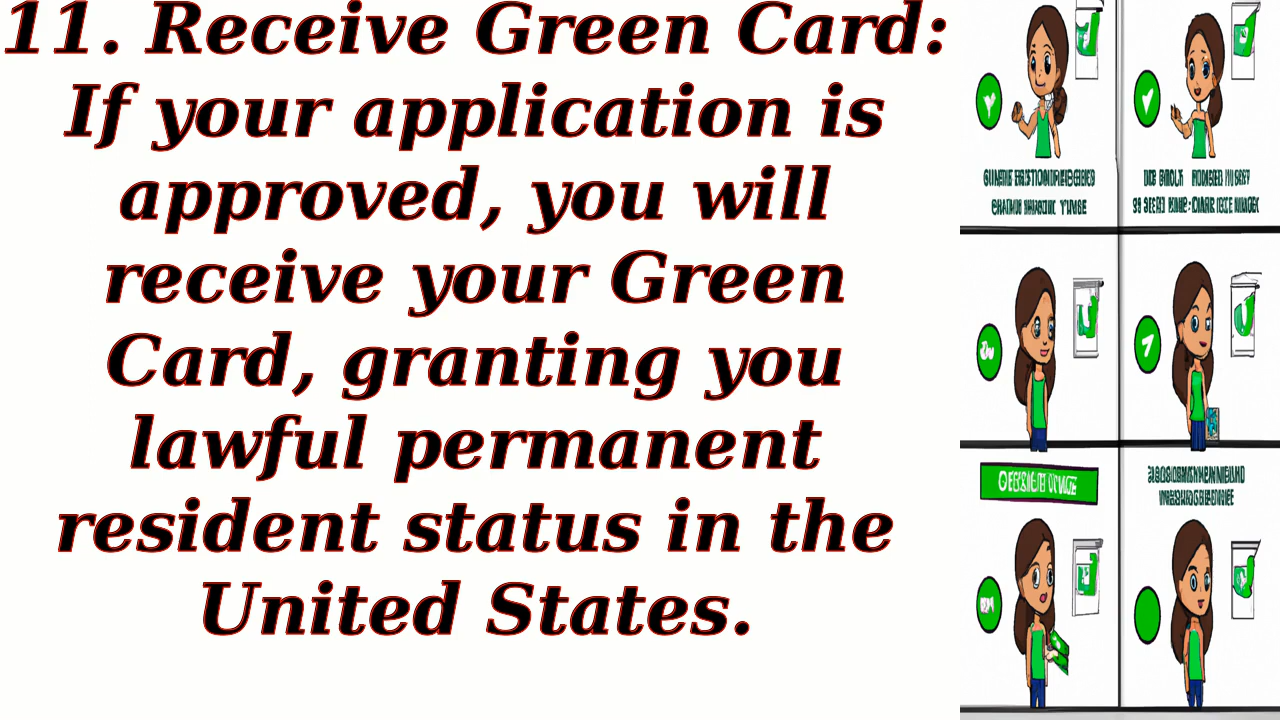 11. Receive Green Card:
If your application is
approved, you will
receive your Green
Card, granting you
lawful permanent
resident status in the
United States.